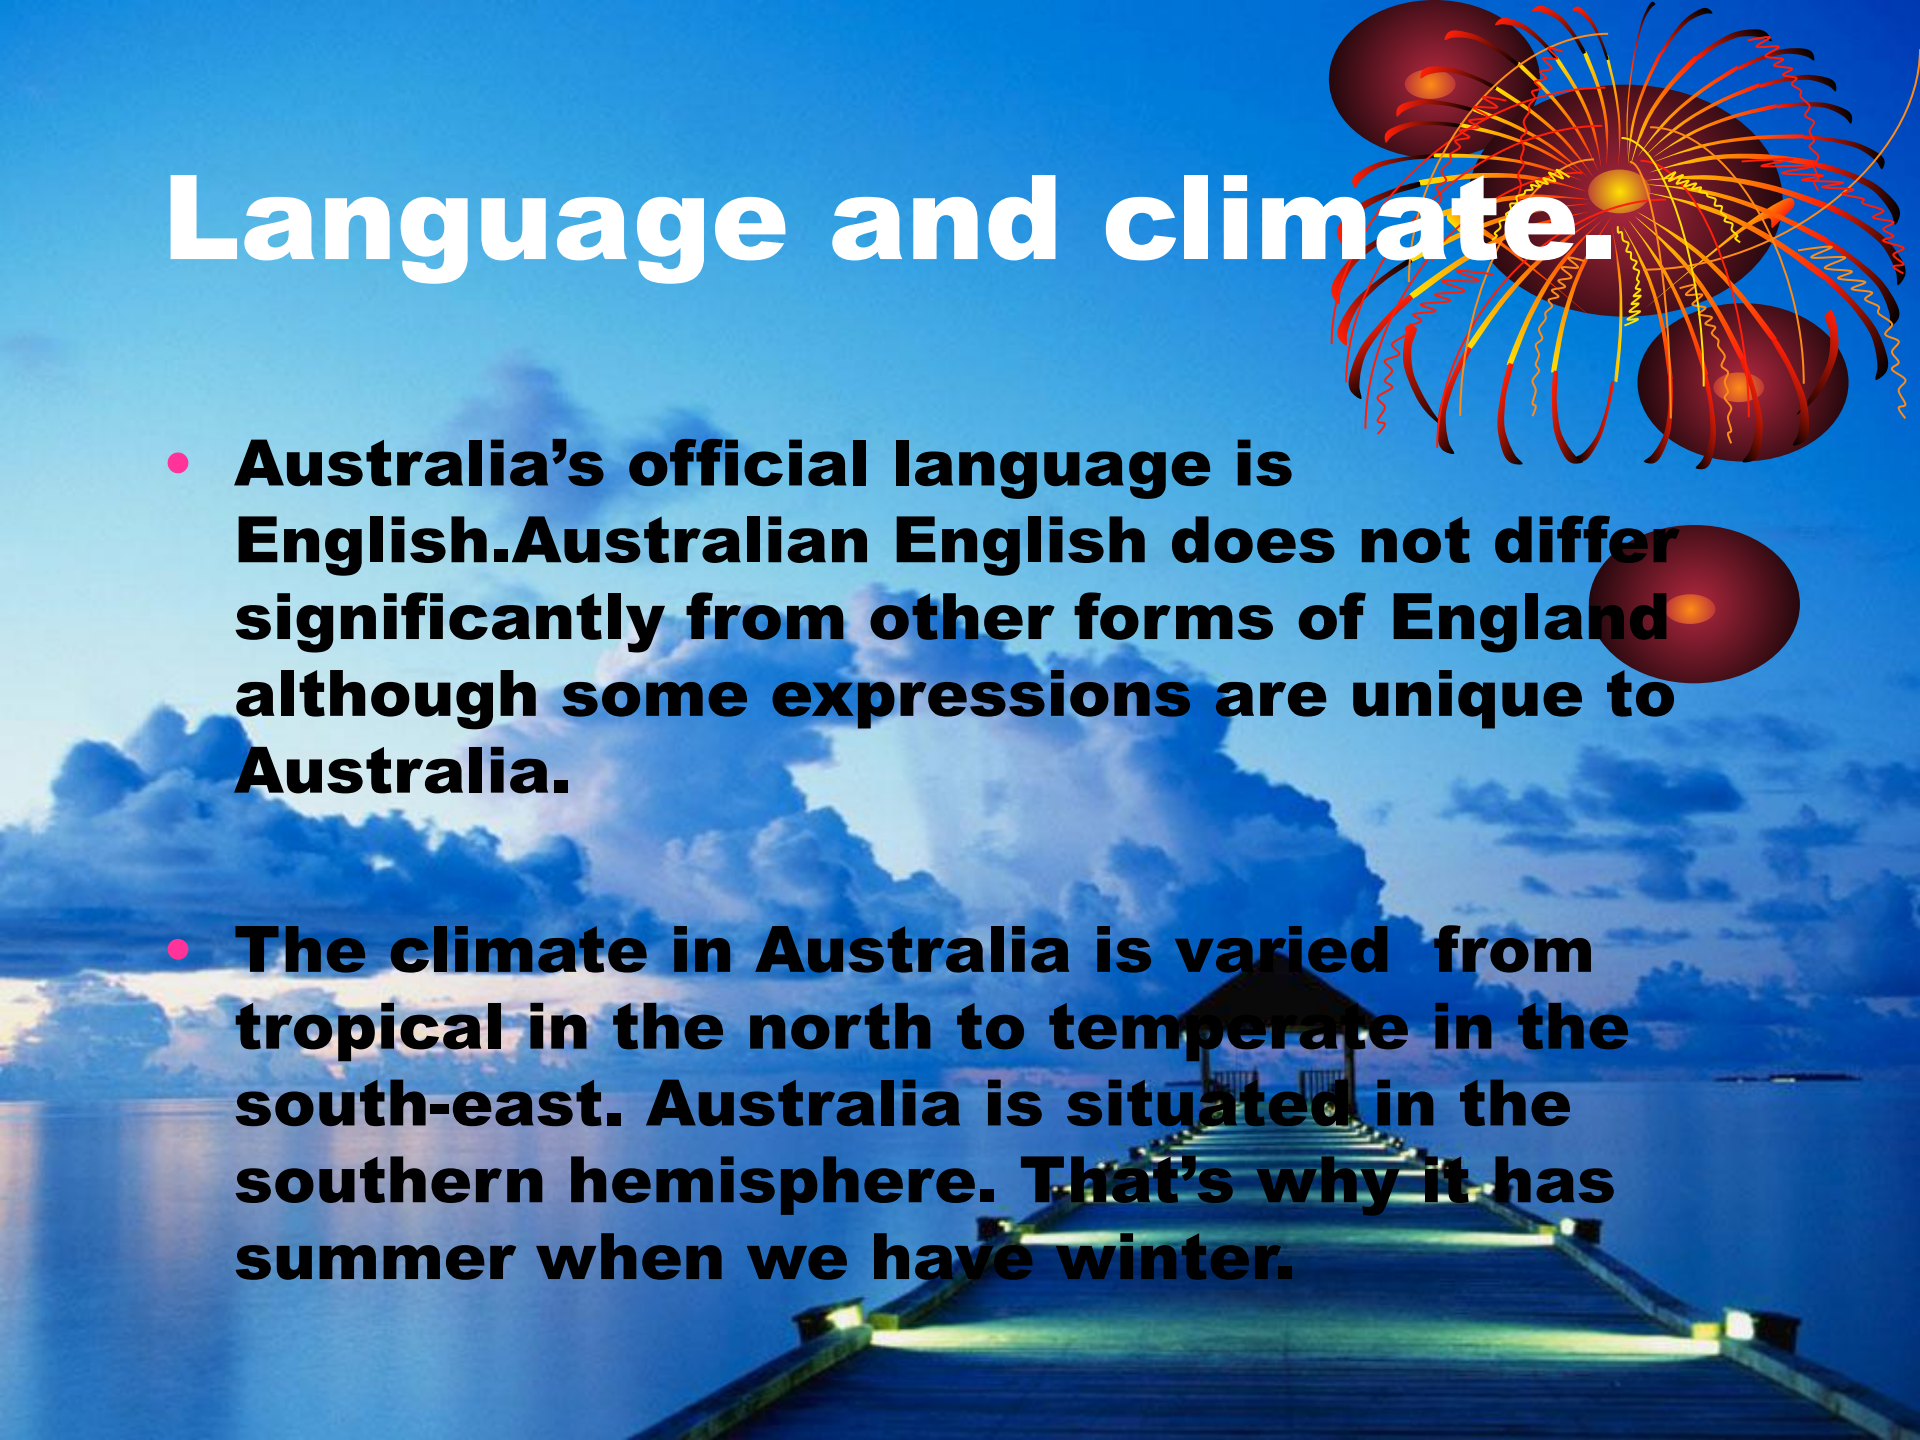 Language and climate.
• Australia’s official language is
English.Australian English does not differ
significantly from other forms of England
although some expressions are unique to
Australia.
• The climate in Australia is varied  from
tropical in the north to temperate in the
south-east. Australia is situated in the
southern hemisphere. That’s why it has
summer when we have winter.